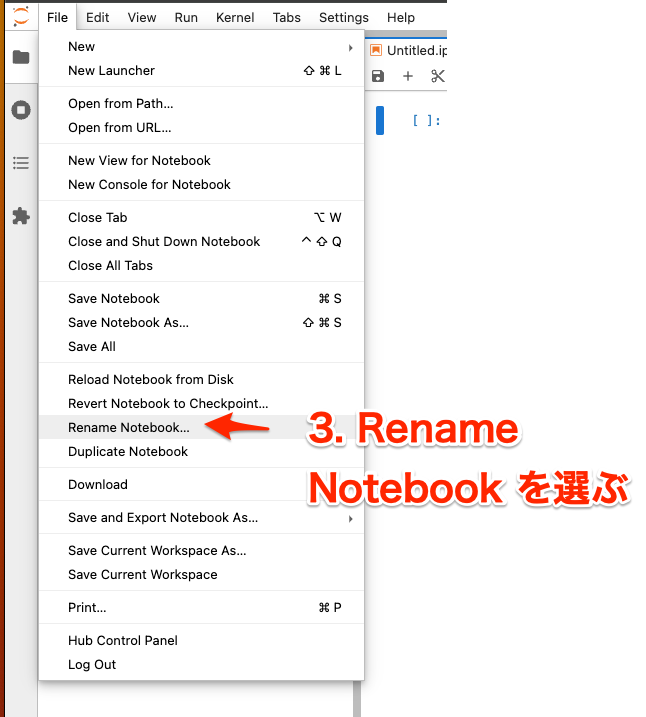 File Edit View Run Kernel Tabs Settings Help
New
New Launcher ⇧ ⌘ L
Open from Path...
Open from URL...
New View for Notebook
New Console for Notebook
Close Tab ⌥ W
Close and Shut Down Notebook ^ ⇧ Q
Close All Tabs
Save Notebook ⌘ S
Save Notebook As... ⇧ ⌘ S
Save All
Reload Notebook from Disk
Revert Notebook to Checkpoint...
Rename Notebook...
Duplicate Notebook
Download
Save and Export Notebook As...
Save Current Workspace As...
Save Current Workspace
Print... ⌘ P
Hub Control Panel
Log Out
Untitled.ip
[ ]:
3. Rename
Notebook を選ぶ